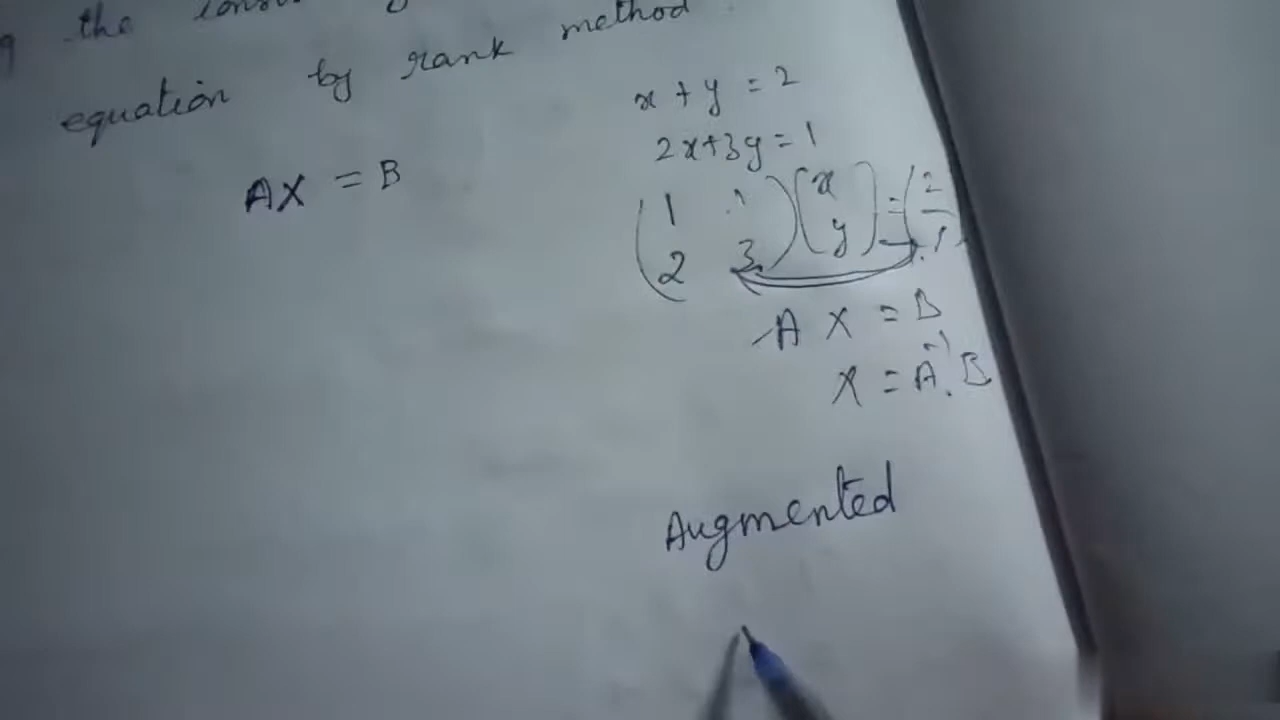 the
equation by rank method
AX = B
x + y = 2
2x+3y = 1
(1 1
2 3) (x
y) = (2
1)
A X = B
X = A⁻¹. B
Augmented